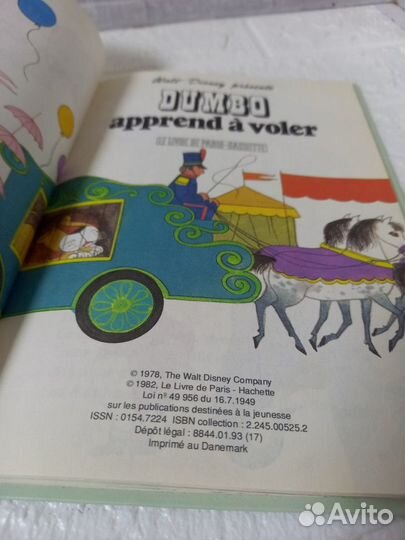 Walt Disney présente
DUMBO
apprend à voler
(LE LIVRE DE PARIS-HACHETTE)
© 1978, The Walt Disney Company
© 1982, Le Livre de Paris - Hachette
Loi n° 49 956 du 16.7.1949
sur les publications destinées à la jeunesse
ISSN : 0154.7224 ISBN collection : 2.245.00525.2
Dépôt légal : 8844.01.93 (17)
Imprimé au Danemark
Avito